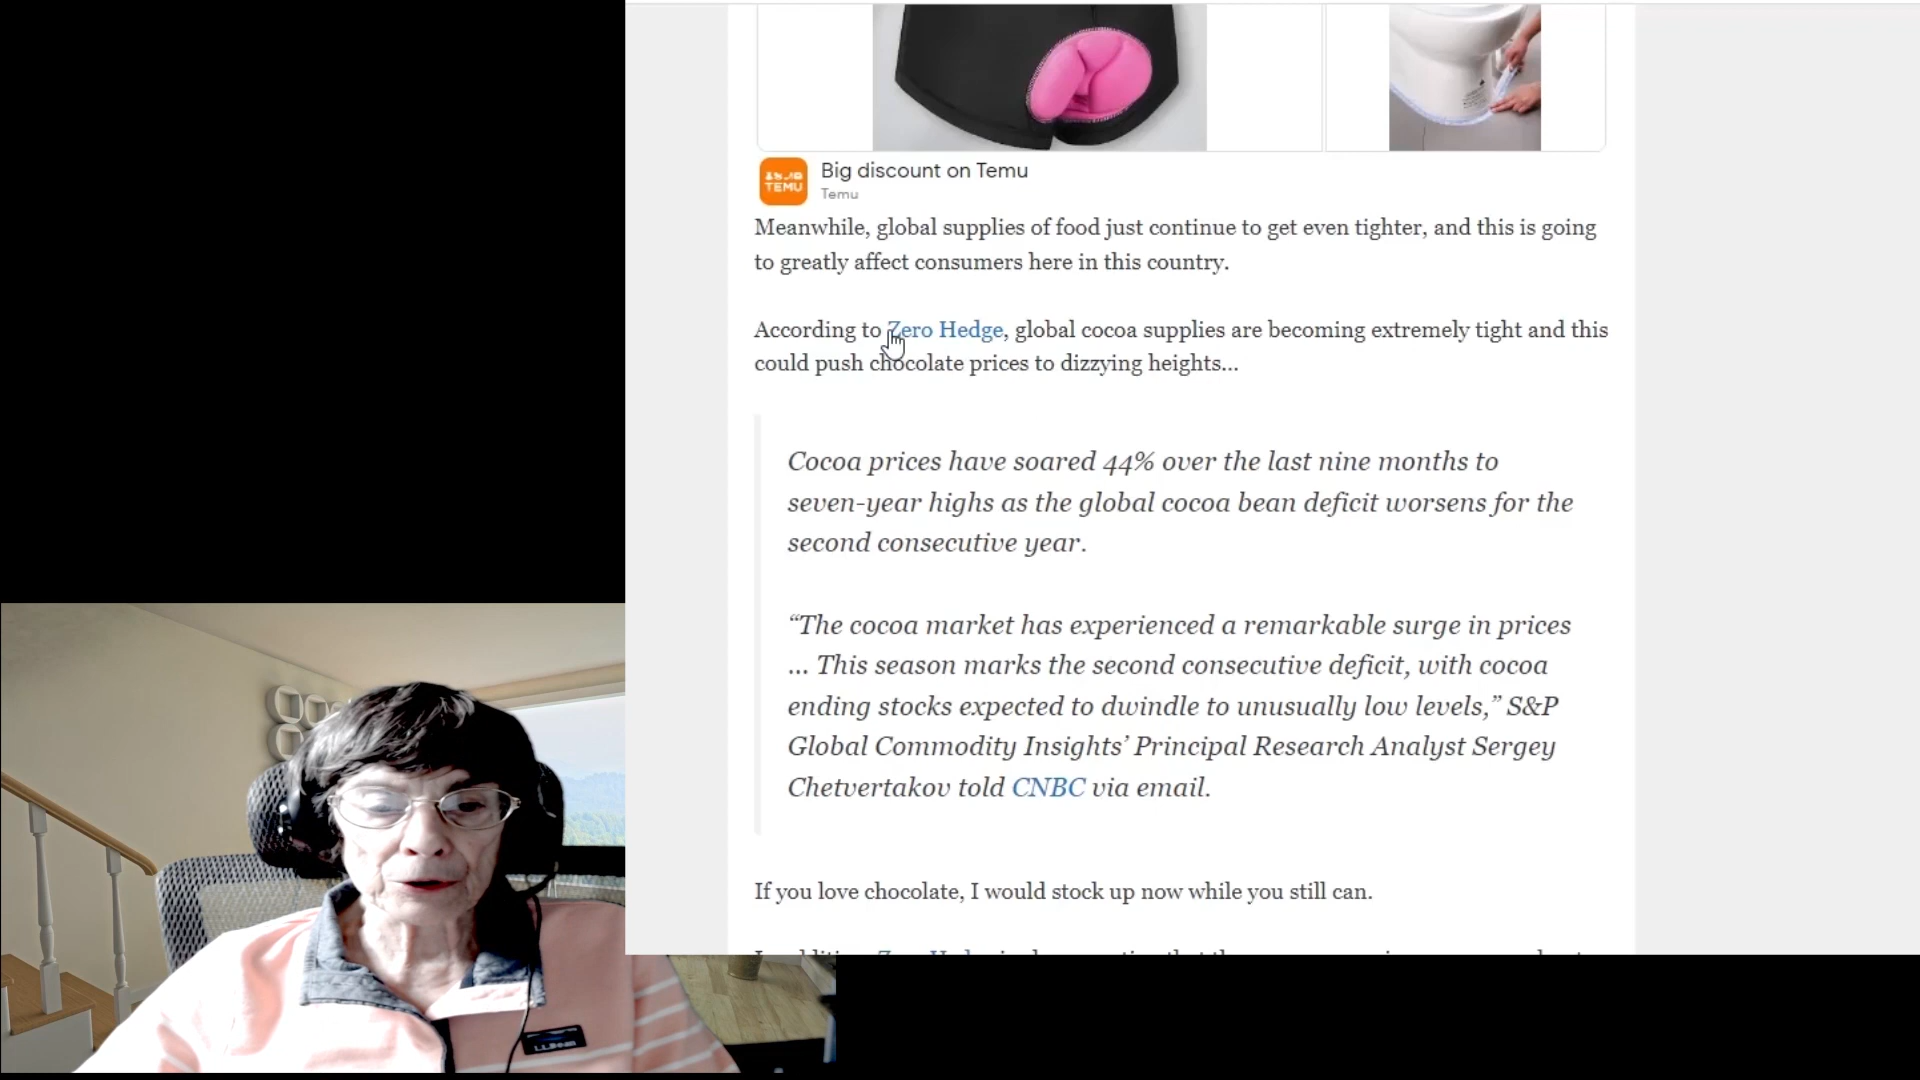 TEMU
Big discount on Temu
Temu
Meanwhile, global supplies of food just continue to get even tighter, and this is going
to greatly affect consumers here in this country.
According to Zero Hedge, global cocoa supplies are becoming extremely tight and this
could push chocolate prices to dizzying heights…
Cocoa prices have soared 44% over the last nine months to
seven-year highs as the global cocoa bean deficit worsens for the
second consecutive year.
“The cocoa market has experienced a remarkable surge in prices
… This season marks the second consecutive deficit, with cocoa
ending stocks expected to dwindle to unusually low levels,” S&P
Global Commodity Insights’ Principal Research Analyst Sergey
Chetvertakov told CNBC via email.
If you love chocolate, I would stock up now while you still can.
L.L.Bean